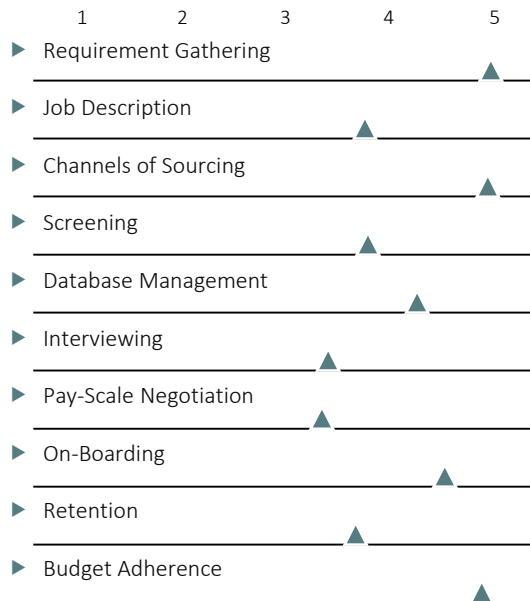 1 2 3 4 5
Requirement Gathering
Job Description
Channels of Sourcing
Screening
Database Management
Interviewing
Pay-Scale Negotiation
On-Boarding
Retention
Budget Adherence